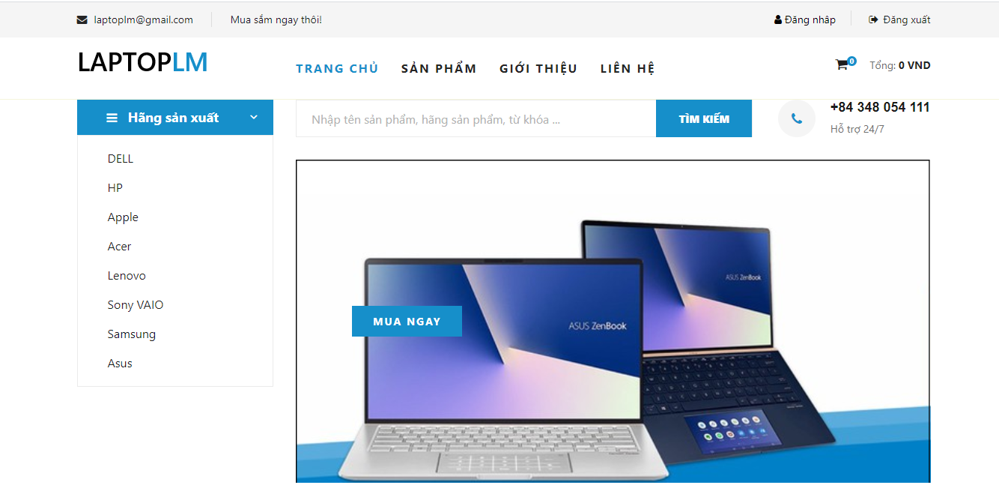 laptoplm@gmail.com Mua sắm ngay thôi! Đăng nhâp Đăng xuất
LAPTOPLM TRANG CHỦ SẢN PHẨM GIỚI THIỆU LIÊN HỆ 0 Tổng: 0 VND
Hãng sản xuất
Nhập tên sản phẩm, hãng sản phẩm, từ khóa ... TÌM KIẾM
+84 348 054 111
Hỗ trợ 24/7
DELL
HP
Apple
Acer
Lenovo
Sony VAIO
Samsung
Asus
MUA NGAY
ASUS ZenBook
ASUS ZenBook